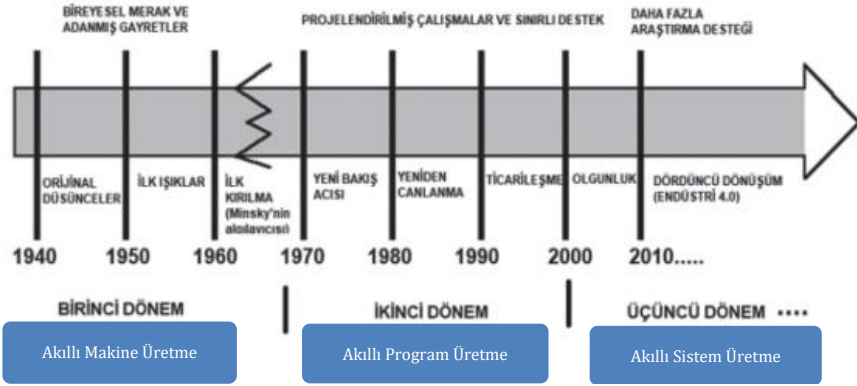 BİREYSEL MERAK VE
ADANMIŞ GAYRETLER
PROJELENDİRİLMİŞ ÇALIŞMALAR VE SINIRLI DESTEK
DAHA FAZLA
ARAŞTIRMA DESTEĞİ
ORİJİNAL
DÜSÜNCELER
İLK IŞIKLAR
İLK
KIRILMA
(Minsky'nin
algılayıcısı)
YENİ BAKIŞ
ACISI
YENİDEN
CANLANMA
TİCARİLEŞME
OLGUNLUK
DÖRDÜNCÜ DÖNÜŞÜM
(ENDÜSTRİ 4.0)
1940
1950
1960
1970
1980
1990
2000
2010.....
BİRİNCİ DÖNEM
İKİNCİ DÖNEM
ÜÇÜNCÜ DÖNEM ....
Akıllı Makine Üretme
Akıllı Program Üretme
Akıllı Sistem Üretme